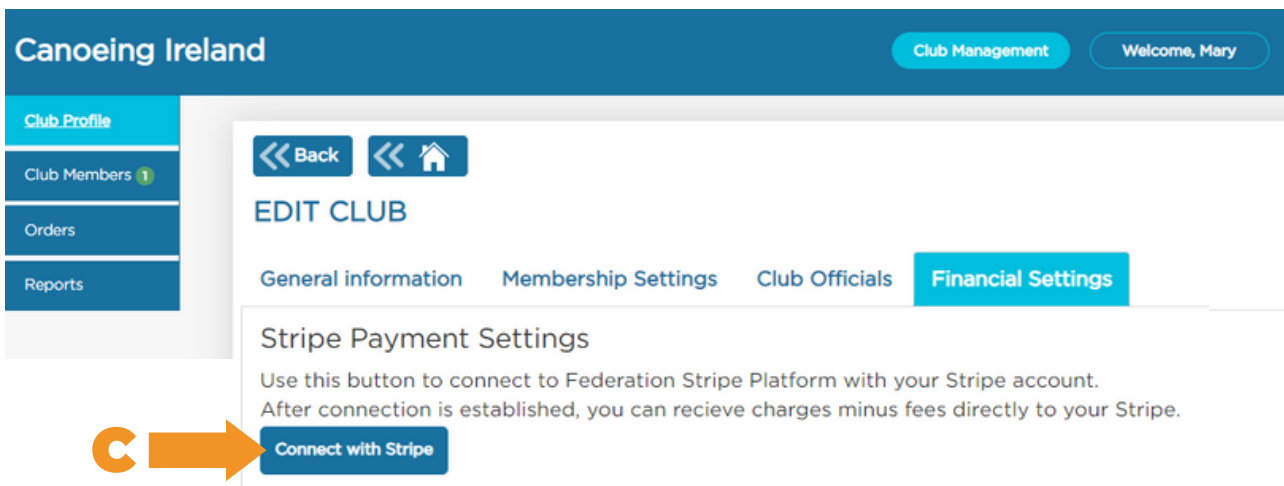 Canoeing Ireland
Club Management
Welcome, Mary
Club Profile
Club Members 1
Orders
Reports
Back
EDIT CLUB
General information Membership Settings Club Officials Financial Settings
Stripe Payment Settings
Use this button to connect to Federation Stripe Platform with your Stripe account.
After connection is established, you can recieve charges minus fees directly to your Stripe.
C
Connect with Stripe